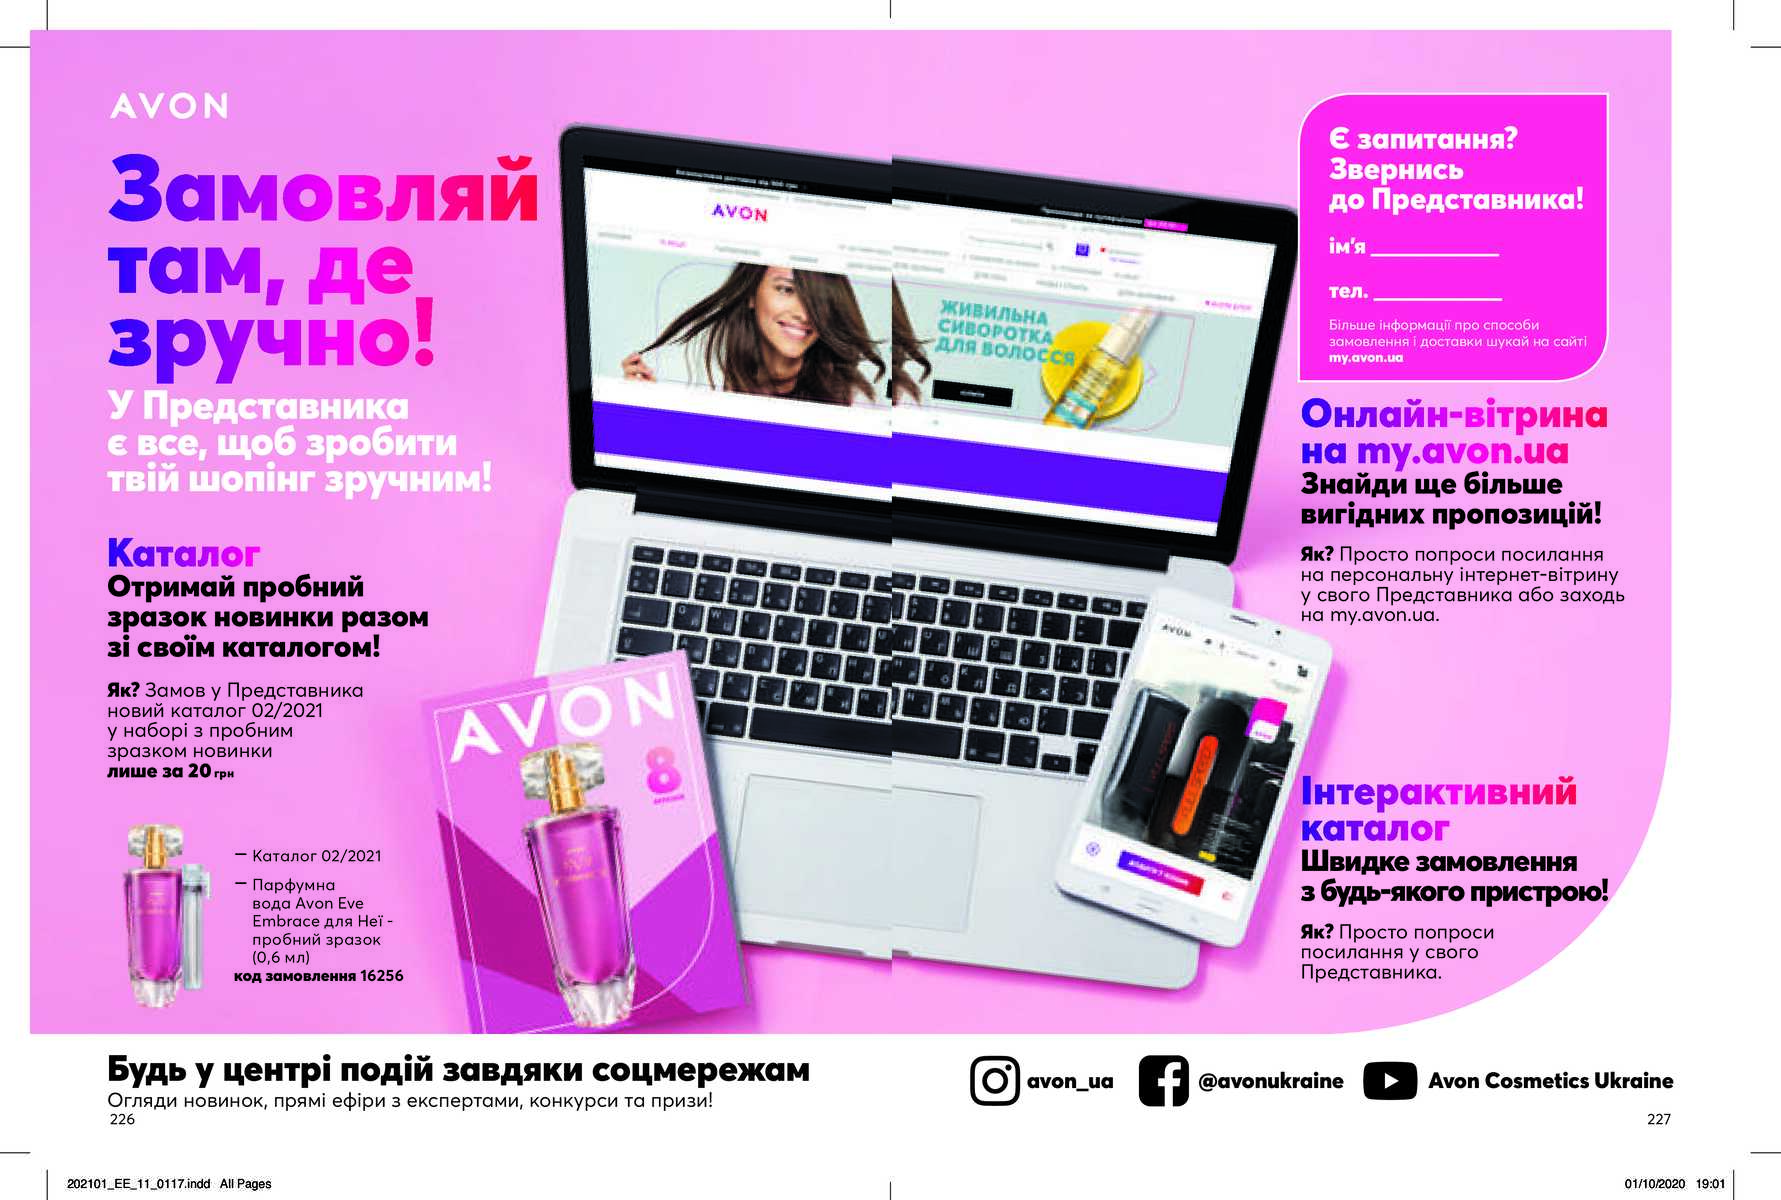 AVON
Замовляй
там, де
зручно!
У Представника
є все, щоб зробити
твій шопінг зручним!
Каталог
Отримай пробний
зразок новинки разом
зі своїм каталогом!
Як? Замов у Представника
новий каталог 02/2021
у наборі з пробним
зразком новинки
лише за 20 грн
– Каталог 02/2021
– Парфумна
вода Avon Eve
Embrace для Неї -
пробний зразок
(0,6 мл)
код замовлення 16256
AVON
8
AVON
ЖИВИЛЬНА
СИВОРОТКА
ДЛЯ ВОЛОССЯ
AVON
FULL SPEED
Є запитання?
Звернись
до Представника!
ім'я
тел.
Більше інформації про способи
замовлення і доставки шукай на сайті
my.avon.ua
Онлайн-вітрина
на my.avon.ua
Знайди ще більше
вигідних пропозицій!
Як? Просто попроси посилання
на персональну інтернет-вітрину
у свого Представника або заходь
на my.avon.ua.
Інтерактивний
каталог
Швидке замовлення
з будь-якого пристрою!
Як? Просто попроси
посилання у свого
Представника.
Будь у центрі подій завдяки соцмережам
Огляди новинок, прямі ефіри з експертами, конкурси та призи!
avon_ua
@avonukraine
Avon Cosmetics Ukraine
226
227
202101_EE_11_0117.indd All Pages
01/10/2020 19:01